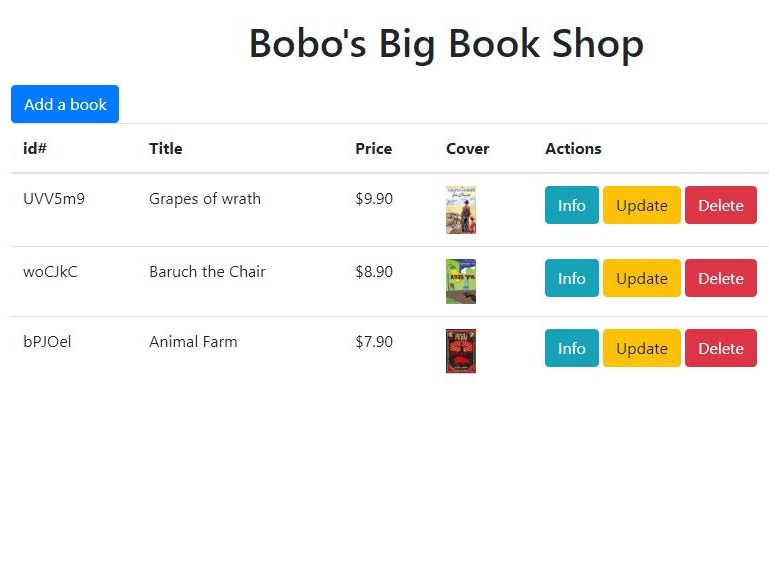 Bobo's Big Book Shop
Add a book
id# Title Price Cover Actions
UVV5m9 Grapes of wrath $9.90 Info Update Delete
woCJkC Baruch the Chair $8.90 Info Update Delete
bPJOel Animal Farm $7.90 Info Update Delete